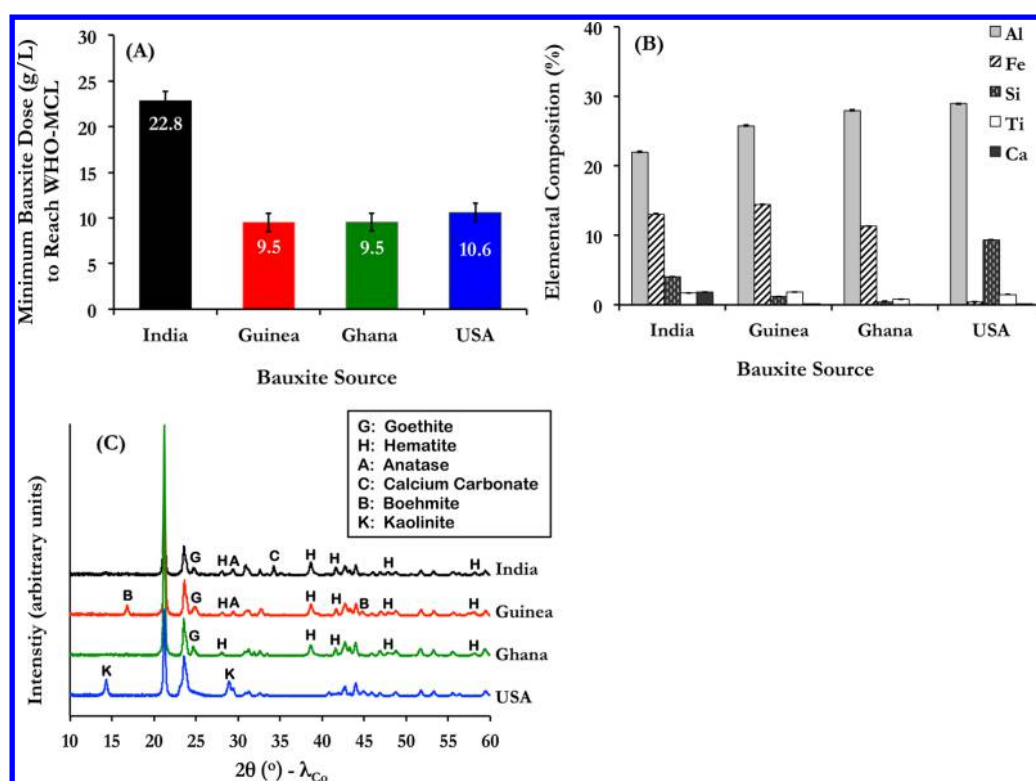 (A)
Minimum Bauxite Dose (g/L)
to Reach WHO-MCL
30
25
20
15
10
5
0
22.8
9.5
9.5
10.6
India
Guinea
Ghana
USA
Bauxite Source
(B)
Elemental Composition (%)
40
30
20
10
0
Al
Fe
Si
Ti
Ca
India
Guinea
Ghana
USA
Bauxite Source
(C)
Intenstiy (arbitrary units)
G: Goethite
H: Hematite
A: Anatase
C: Calcium Carbonate
B: Boehmite
K: Kaolinite
G H A C H H H H
India
B G H A H H B H H
Guinea
G H H H H H
Ghana
K K
USA
10 15 20 25 30 35 40 45 50 55 60
2θ (°) - λCo